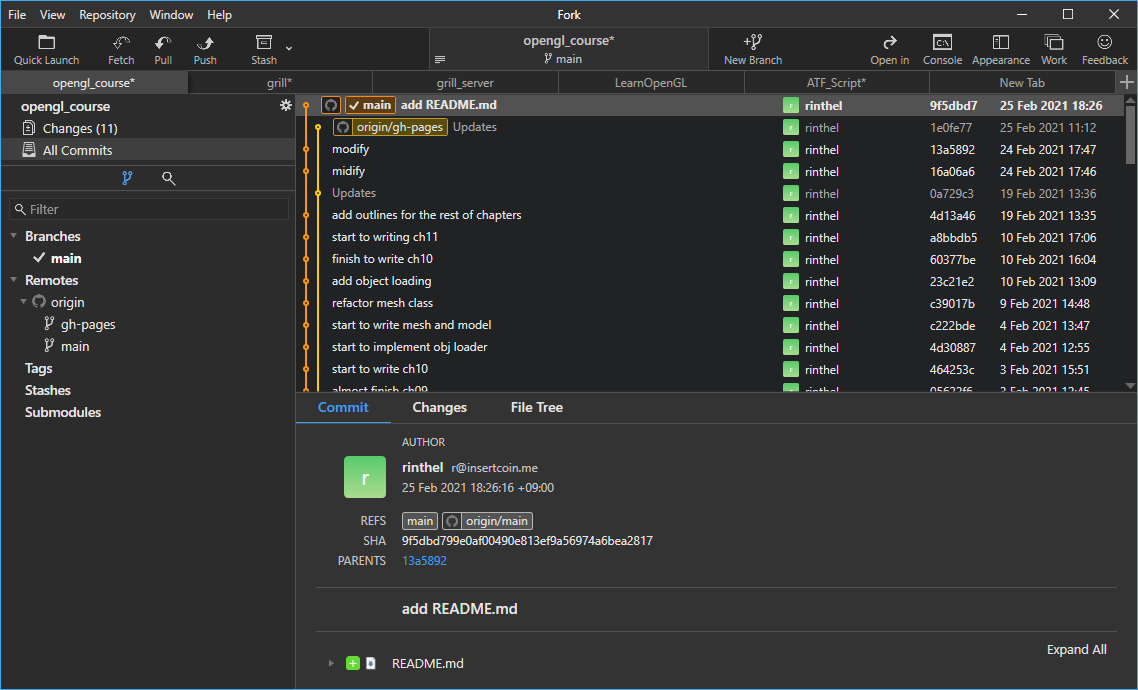 File View Repository Window Help Fork
opengl_course*
main
Quick Launch Fetch Pull Push Stash New Branch Open in Console Appearance Work Feedback
opengl_course* grill* grill_server LearnOpenGL ATF_Script* New Tab
opengl_course
Changes (11)
All Commits
Filter
Branches
main
Remotes
origin
gh-pages
main
Tags
Stashes
Submodules
main add README.md rinthel 9f5dbd7 25 Feb 2021 18:26
origin/gh-pages Updates rinthel 1e0fe77 25 Feb 2021 11:12
modify rinthel 13a5892 24 Feb 2021 17:47
midify rinthel 16a06a6 24 Feb 2021 17:46
Updates rinthel 0a729c3 19 Feb 2021 13:36
add outlines for the rest of chapters rinthel 4d13a46 19 Feb 2021 13:35
start to writing ch11 rinthel a8bbdb5 10 Feb 2021 17:06
finish to write ch10 rinthel 60377be 10 Feb 2021 16:04
add object loading rinthel 23c21e2 10 Feb 2021 13:09
refactor mesh class rinthel c39017b 9 Feb 2021 14:48
start to write mesh and model rinthel c222bde 4 Feb 2021 13:47
start to implement obj loader rinthel 4d30887 4 Feb 2021 12:55
start to write ch10 rinthel 464253c 3 Feb 2021 15:51
almost finish ch09 rinthel 05622f6 3 Feb 2021 12:45
Commit Changes File Tree
AUTHOR
r
rinthel r@insertcoin.me
25 Feb 2021 18:26:16 +09:00
REFS main origin/main
SHA 9f5dbd799e0af00490e813ef9a56974a6bea2817
PARENTS 13a5892
add README.md
Expand All
README.md